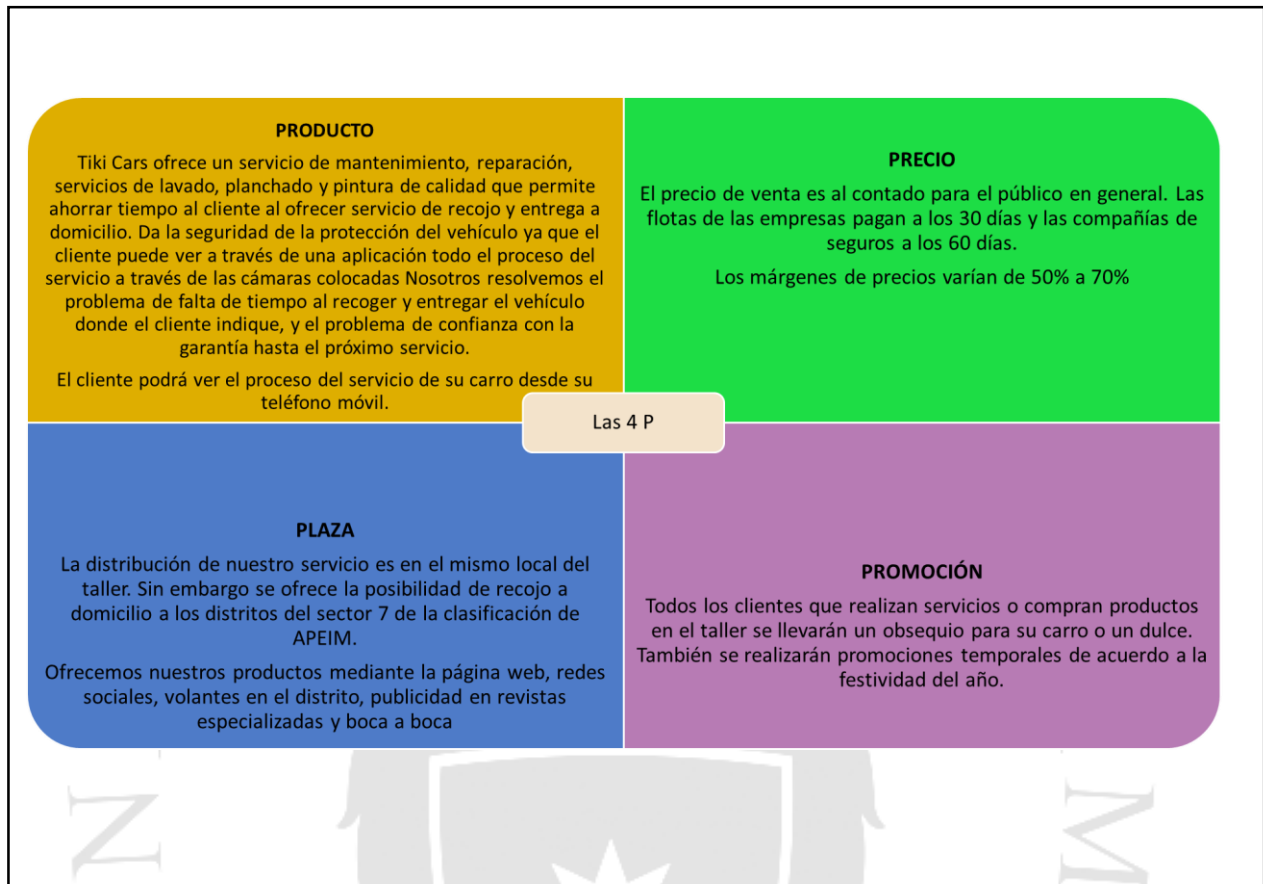 PRODUCTO
Tiki Cars ofrece un servicio de mantenimiento, reparación,
servicios de lavado, planchado y pintura de calidad que permite
ahorrar tiempo al cliente al ofrecer servicio de recojo y entrega a
domicilio. Da la seguridad de la protección del vehículo ya que el
cliente puede ver a través de una aplicación todo el proceso del
servicio a través de las cámaras colocadas Nosotros resolvemos el
problema de falta de tiempo al recoger y entregar el vehículo
donde el cliente indique, y el problema de confianza con la
garantía hasta el próximo servicio.
El cliente podrá ver el proceso del servicio de su carro desde su
teléfono móvil.
PRECIO
El precio de venta es al contado para el público en general. Las
flotas de las empresas pagan a los 30 días y las compañías de
seguros a los 60 días.
Los márgenes de precios varían de 50% a 70%
Las 4 P
PLAZA
La distribución de nuestro servicio es en el mismo local del
taller. Sin embargo se ofrece la posibilidad de recojo a
domicilio a los distritos del sector 7 de la clasificación de
APEIM.
Ofrecemos nuestros productos mediante la página web, redes
sociales, volantes en el distrito, publicidad en revistas
especializadas y boca a boca
PROMOCIÓN
Todos los clientes que realizan servicios o compran productos
en el taller se llevarán un obsequio para su carro o un dulce.
También se realizarán promociones temporales de acuerdo a la
festividad del año.
N
M